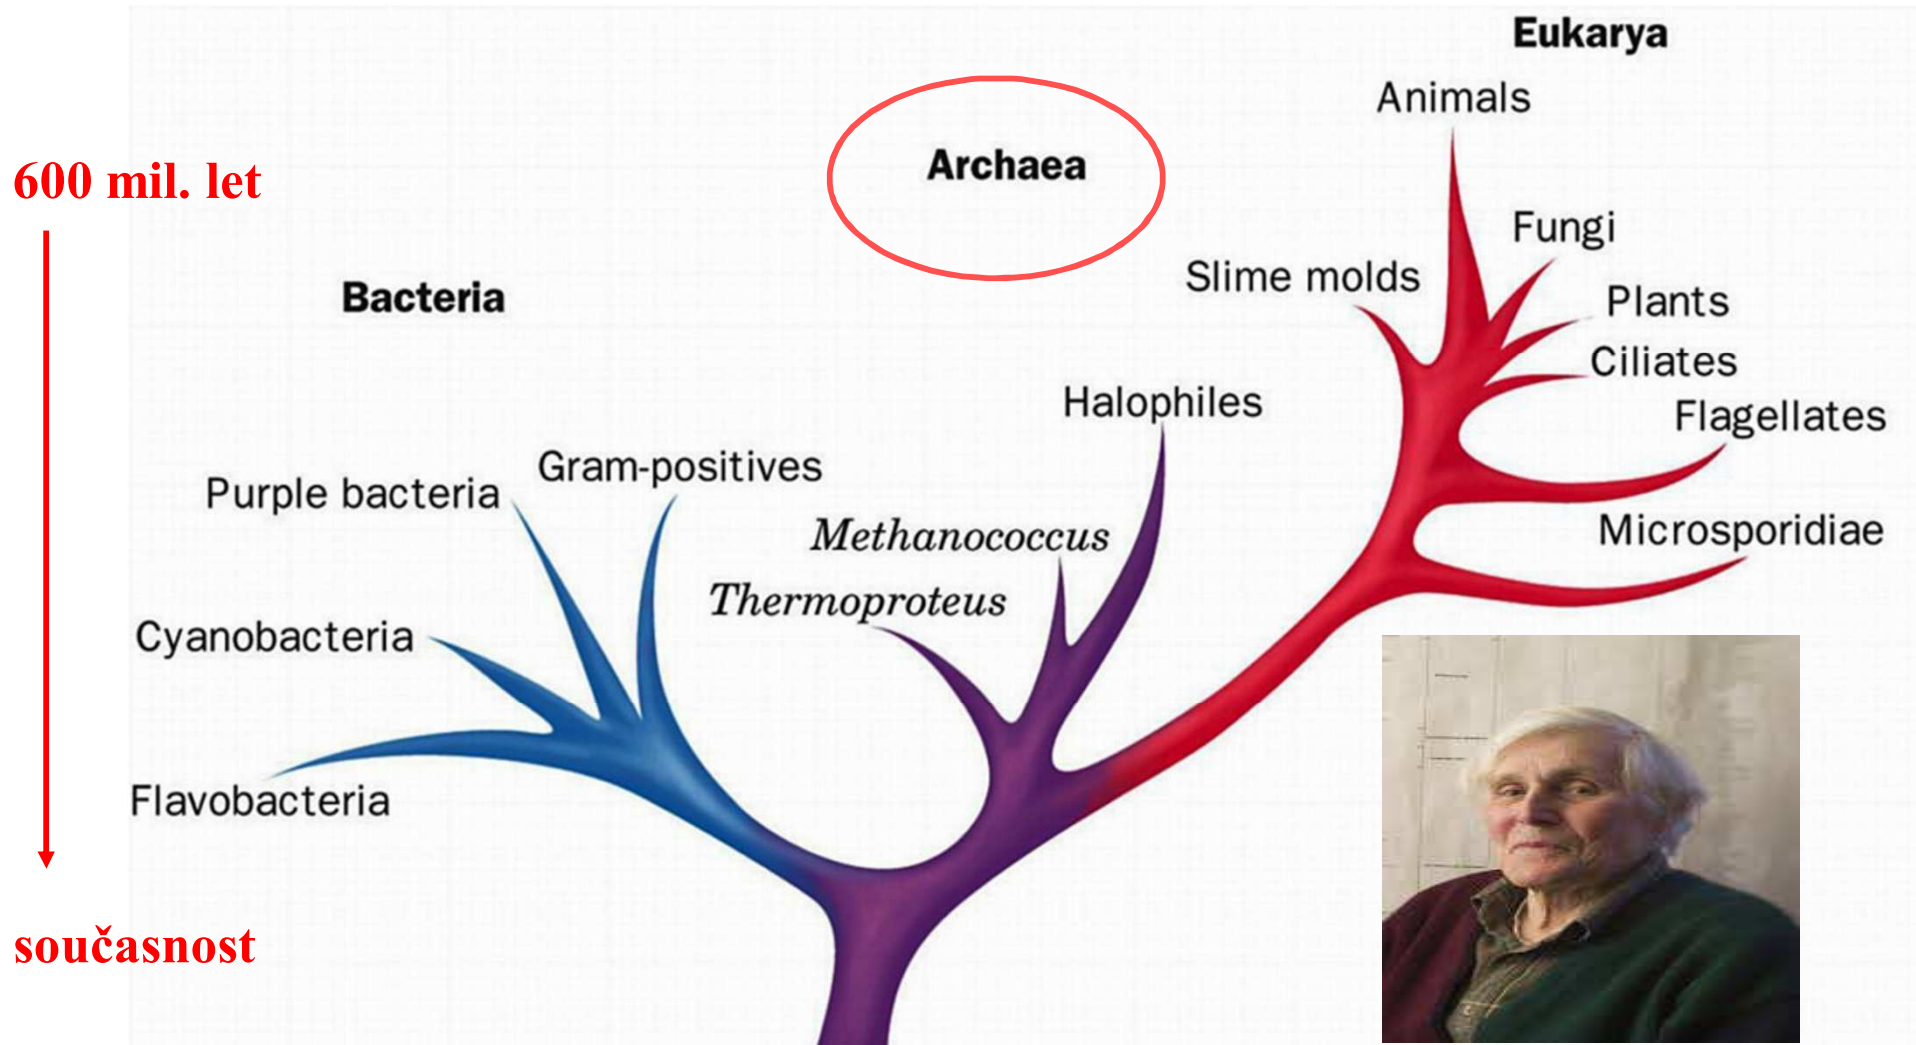 Eukarya
Animals
Archaea
600 mil. let
Fungi
Slime molds
Bacteria
Plants
Ciliates
Halophiles
Flagellates
Gram-positives
Purple bacteria
Methanococcus
Microsporidiae
Thermoproteus
Cyanobacteria
Flavobacteria
současnost